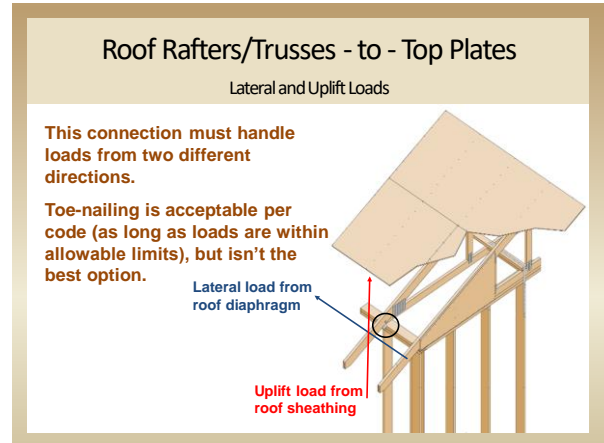 Roof Rafters/Trusses - to - Top Plates
Lateral and Uplift Loads
This connection must handle
loads from two different
directions.
Toe-nailing is acceptable per
code (as long as loads are within
allowable limits), but isn't the
best option.
Lateral load from
roof diaphragm
Uplift load from
roof sheathing